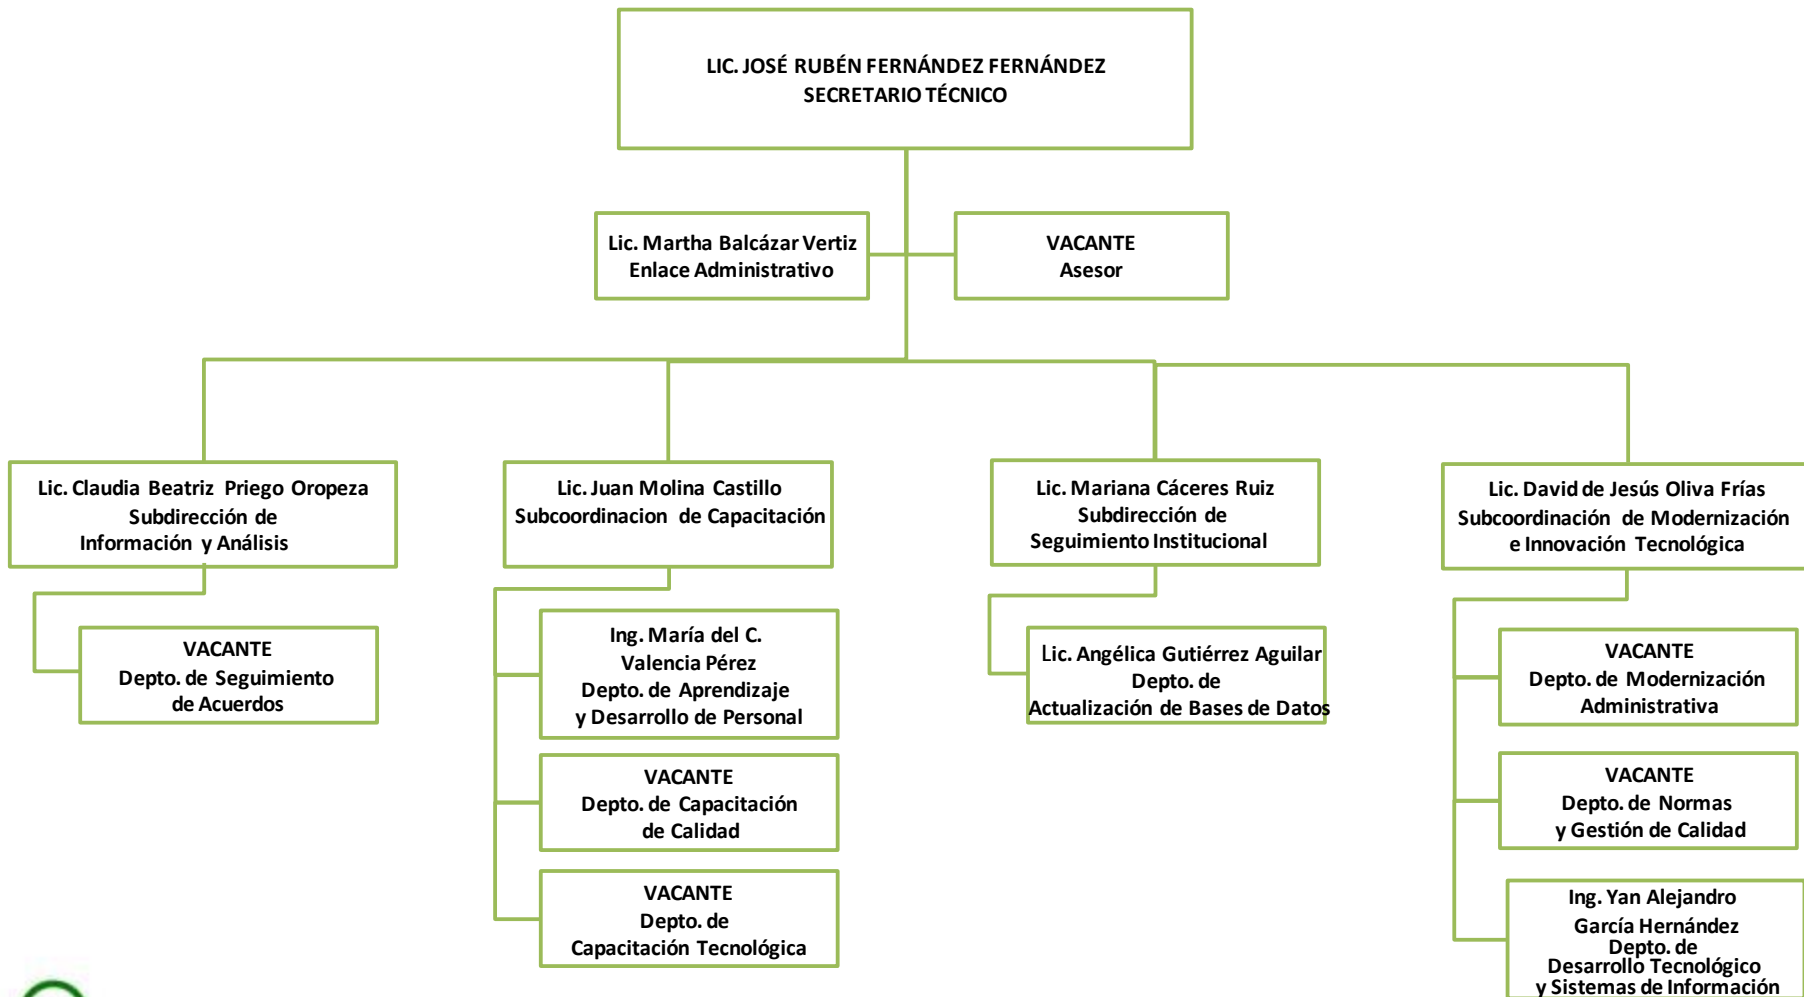 LIC. JOSÉ RUBÉN FERNÁNDEZ FERNÁNDEZ
SECRETARIO TÉCNICO
Lic. Martha Balcázar Vertiz
Enlace Administrativo
VACANTE
Asesor
Lic. Claudia Beatriz Priego Oropeza
Subdirección de
Información y Análisis
VACANTE
Depto. de Seguimiento
de Acuerdos
Lic. Juan Molina Castillo
Subcoordinacion de Capacitación
Ing. María del C.
Valencia Pérez
Depto. de Aprendizaje
y Desarrollo de Personal
VACANTE
Depto. de Capacitación
de Calidad
VACANTE
Depto. de
Capacitación Tecnológica
Lic. Mariana Cáceres Ruiz
Subdirección de
Seguimiento Institucional
Lic. Angélica Gutiérrez Aguilar
Depto. de
Actualización de Bases de Datos
Lic. David de Jesús Oliva Frías
Subcoordinación de Modernización
e Innovación Tecnológica
VACANTE
Depto. de Modernización
Administrativa
VACANTE
Depto. de Normas
y Gestión de Calidad
Ing. Yan Alejandro
García Hernández
Depto. de
Desarrollo Tecnológico
y Sistemas de Información